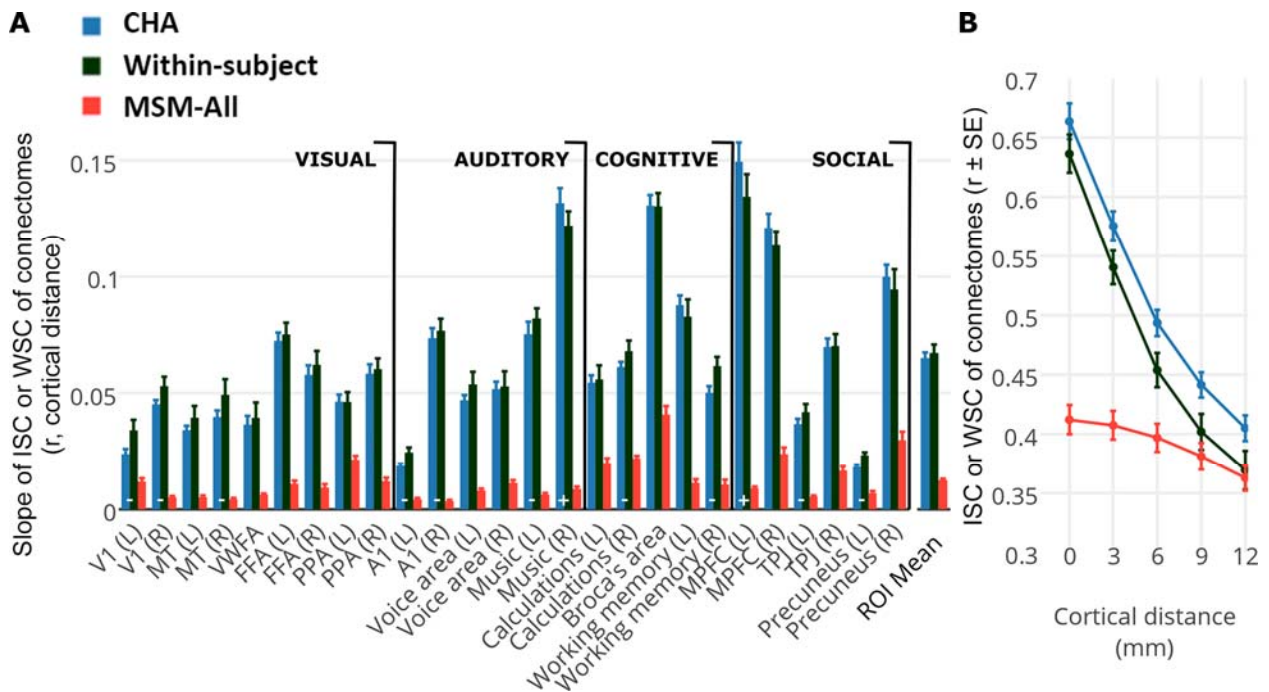 A
CHA
Within-subject
MSM-All
Slope of ISC or WSC of connectomes
(r, cortical distance)
0.15
0.1
0.05
0
VISUAL
AUDITORY
COGNITIVE
SOCIAL
- - - - - - + - - - + - -
V1 (L)
V1 (R)
MT (L)
MT (R)
VWFA
FFA (L)
FFA (R)
PPA (L)
PPA (R)
A1 (L)
A1 (R)
Voice area (L)
Voice area (R)
Music (L)
Music (R)
Calculations (L)
Calculations (R)
Broca's area
Working memory (L)
Working memory (R)
MPFC (L)
MPFC (R)
TPJ (L)
TPJ (R)
Precuneus (L)
Precuneus (R)
ROI Mean
B
ISC or WSC of connectomes (r ± SE)
0.7
0.65
0.6
0.55
0.5
0.45
0.4
0.35
0.3
0 3 6 9 12
Cortical distance
(mm)